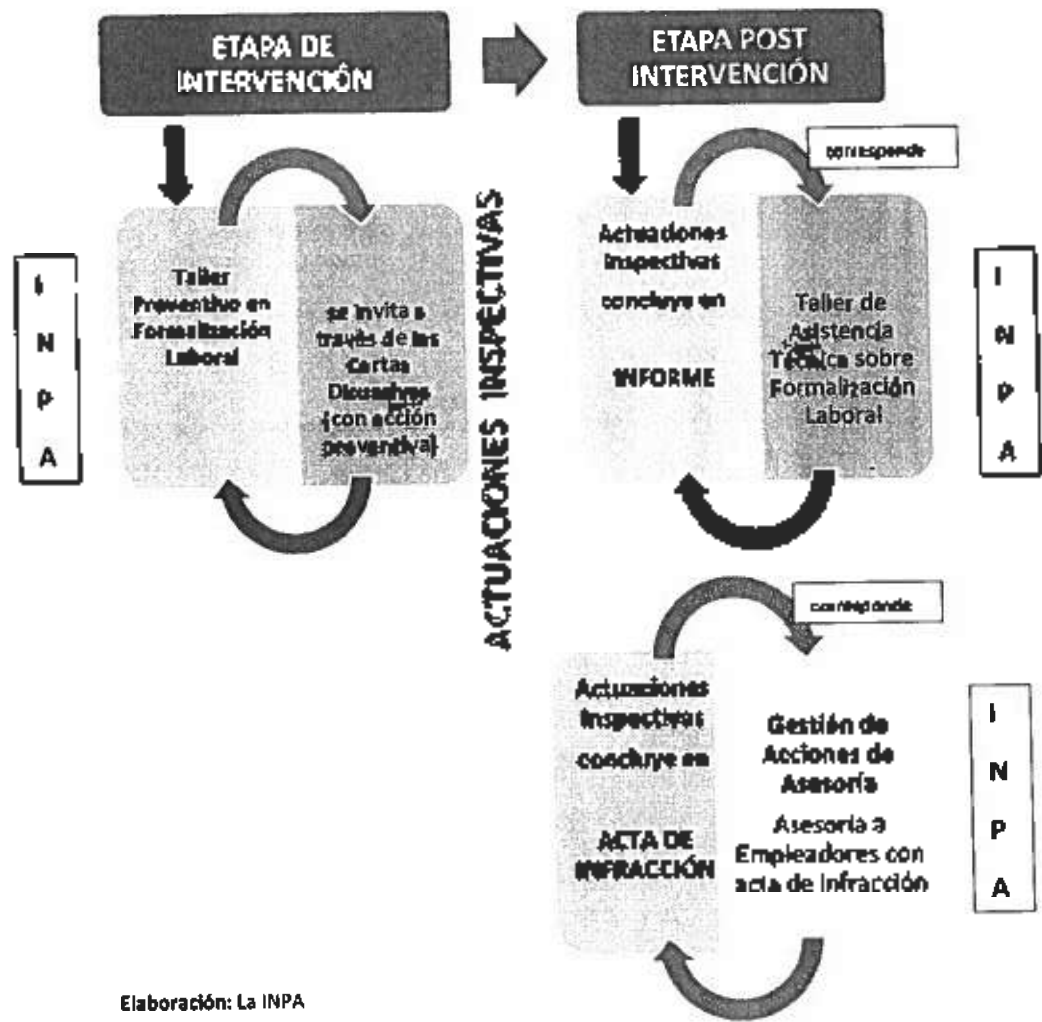 ETAPA DE
INTERVENCIÓN
ETAPA POST
INTERVENCIÓN
I
N
P
A
Taller
Preventivo en
Formalización
Laboral
se invita a
través de las
Cartas
Disuasivas
(con acción
preventiva)
ACTUACIONES INSPECTIVAS
corresponde
Actuaciones
Inspectivas
concluye en
INFORME
Taller de
Asistencia
Técnica sobre
Formalización
Laboral
I
N
P
A
corresponde
Actuaciones
Inspectivas
concluye en
ACTA DE
INFRACCIÓN
Gestión de
Acciones de
Asesoría
Asesoría a
Empleadores con
acta de Infracción
I
N
P
A
Elaboración: La INPA